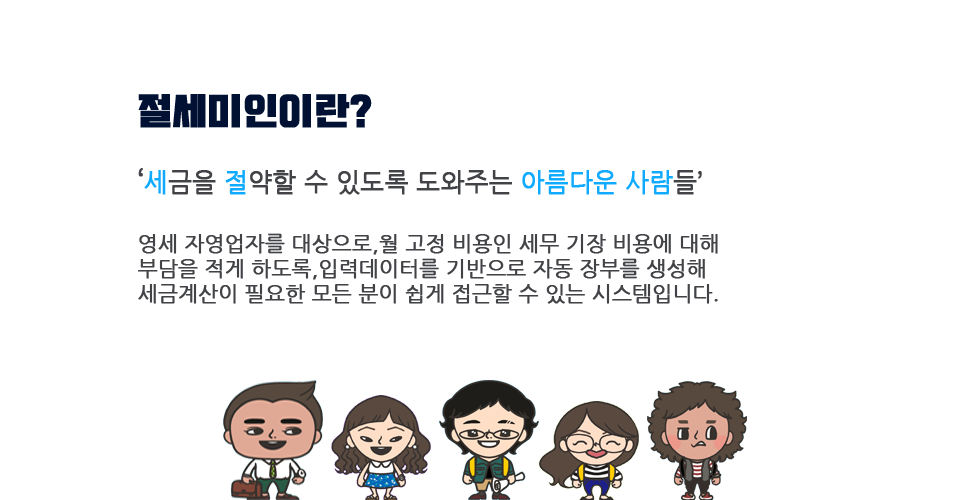 절세미인이란?
‘세금을 절약할 수 있도록 도와주는 아름다운 사람들’
영세 자영업자를 대상으로,월 고정 비용인 세무 기장 비용에 대해
부담을 적게 하도록,입력데이터를 기반으로 자동 장부를 생성해
세금계산이 필요한 모든 분이 쉽게 접근할 수 있는 시스템입니다.